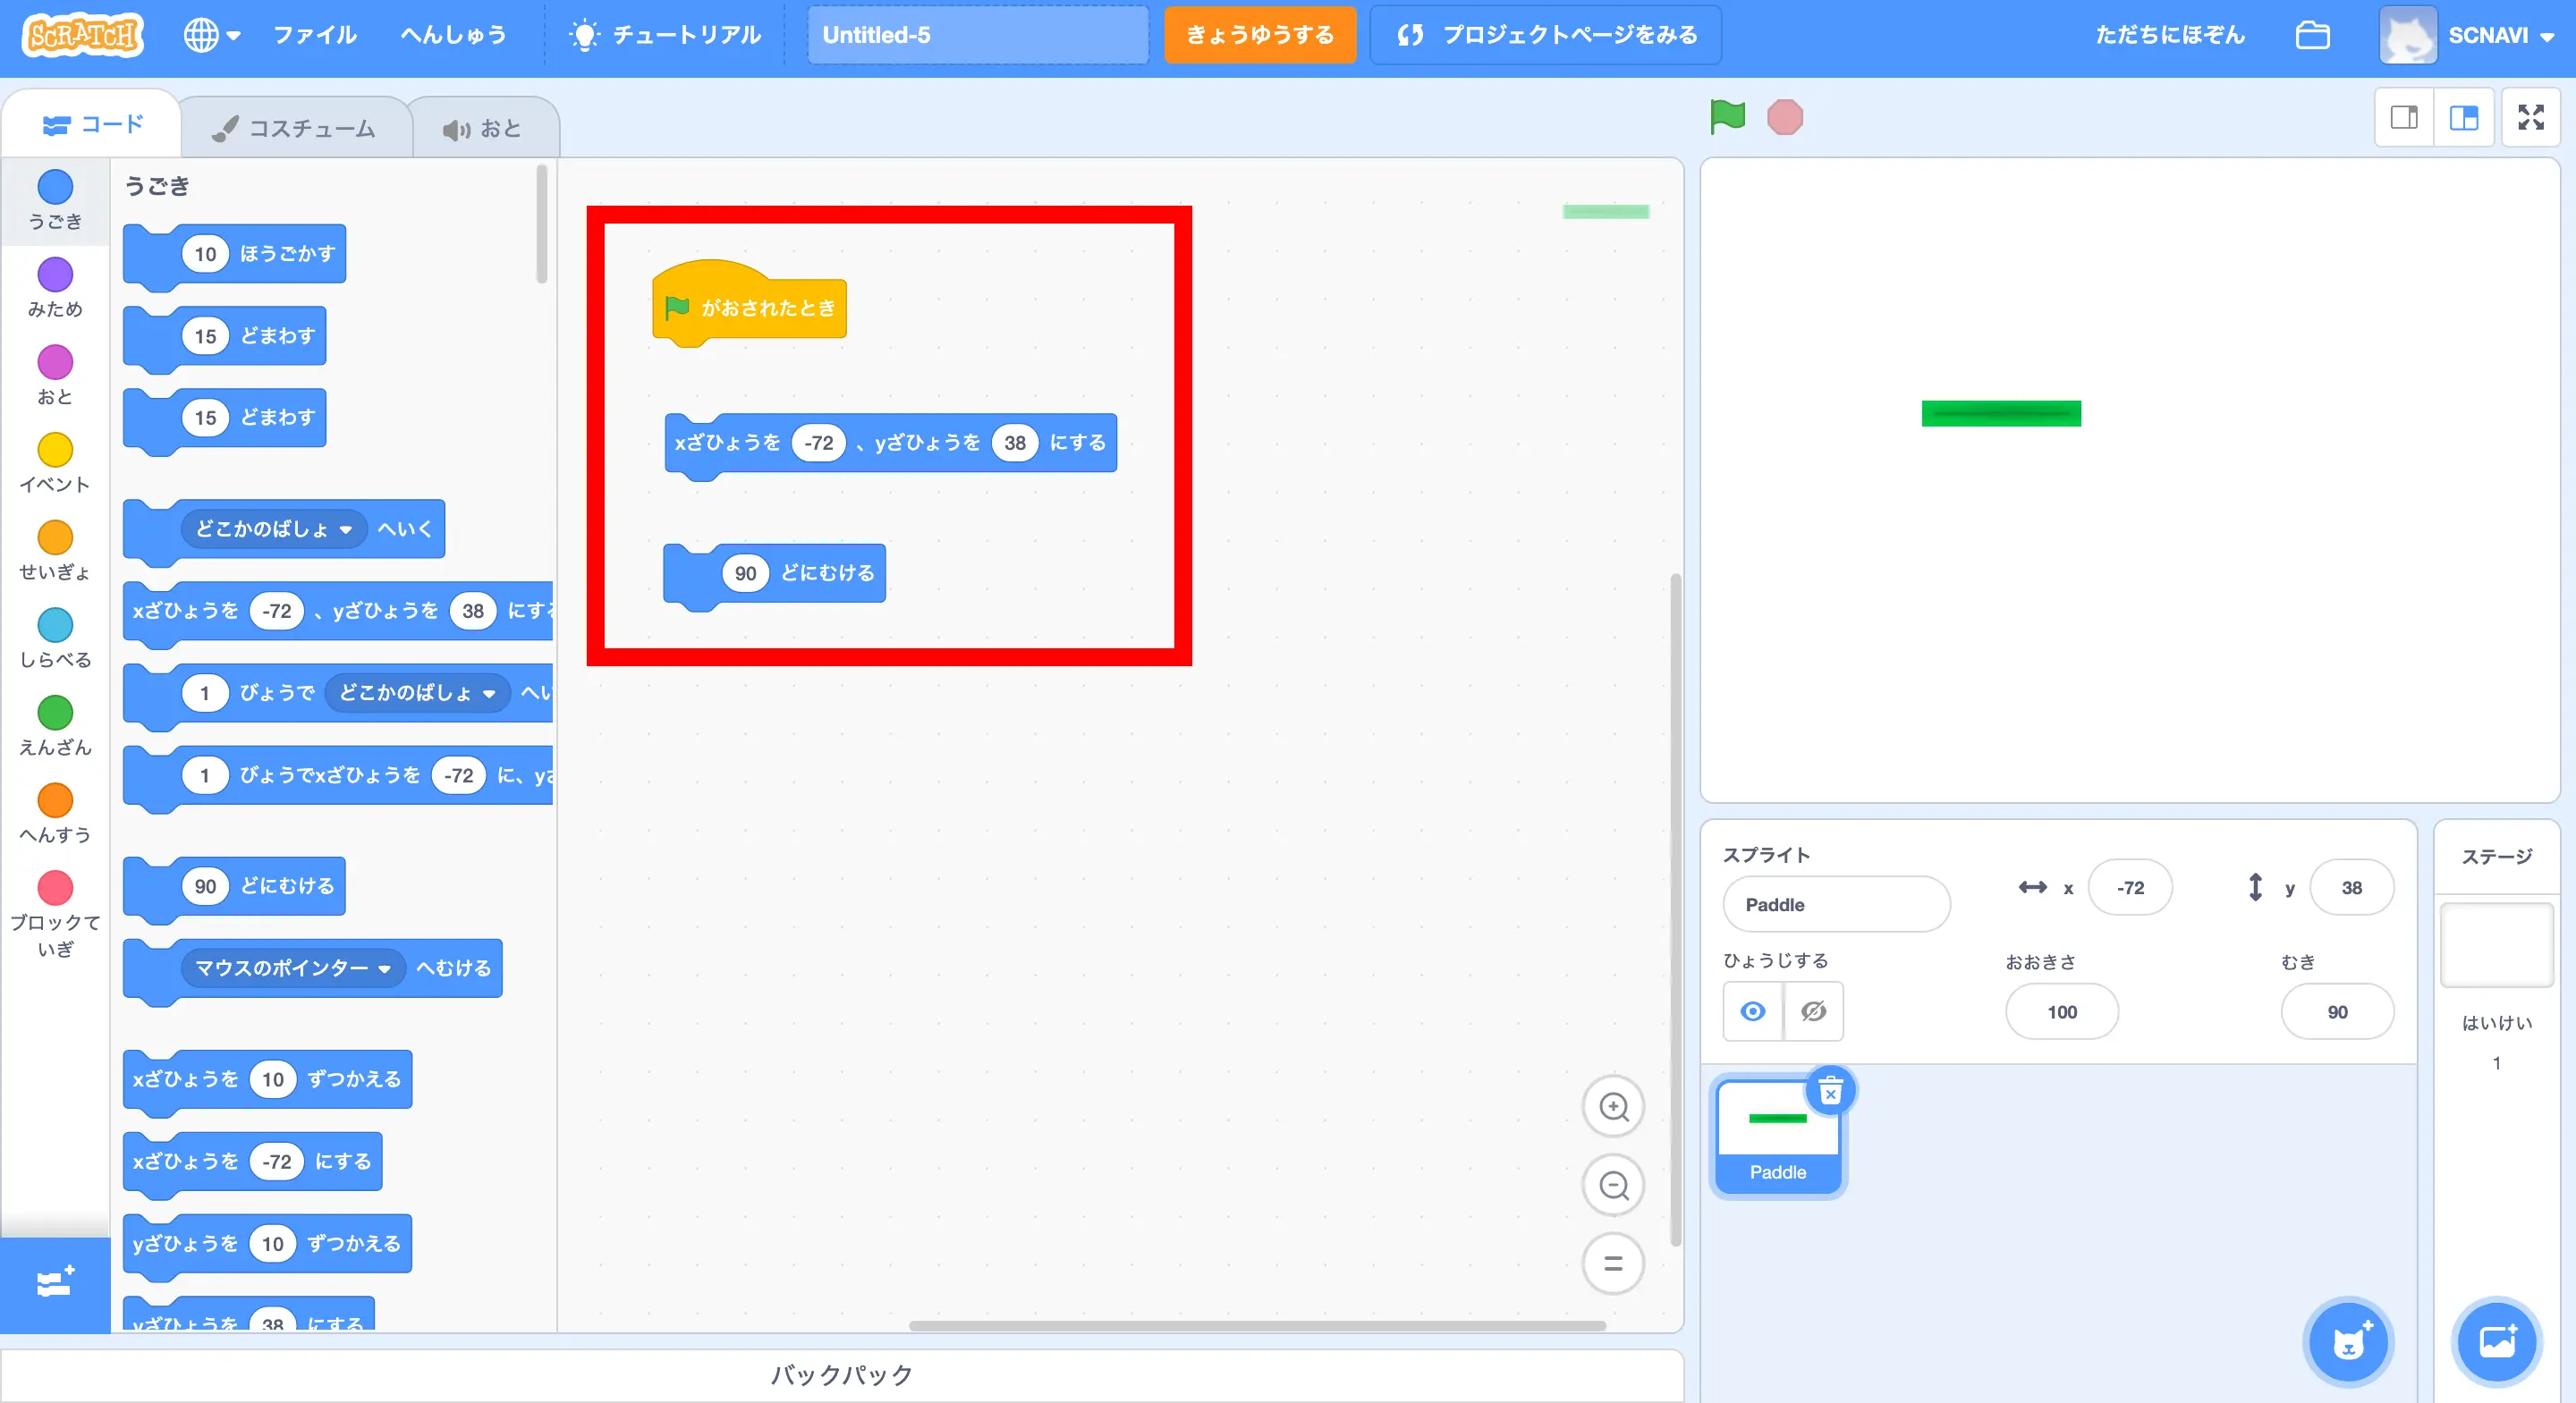 SCRATCH
ファイル
へんしゅう
チュートリアル
Untitled-5
きょうゆうする
プロジェクトページをみる
ただちにほぞん
SCNAVI
コード
コスチューム
おと
うごき
みため
おと
イベント
せいぎょ
しらべる
えんざん
へんすう
ブロックて
いぎ
うごき
10 ほうごかす
15 どまわす
15 どまわす
どこかのばしょ へいく
xざひょうを -72 、yざひょうを 38 にする
1 びょうで どこかのばしょ へい
1 びょうでxざひょうを -72 に、yざ
90 どにむける
マウスのポインター へむける
xざひょうを 10 ずつかえる
xざひょうを -72 にする
yざひょうを 10 ずつかえる
yざひょうを 38 にする
がおされたとき
xざひょうを -72 、yざひょうを 38 にする
90 どにむける
バックパック
スプライト
Paddle
x -72
y 38
ひょうじする
おおきさ
100
むき
90
Paddle
ステージ
はいけい
1